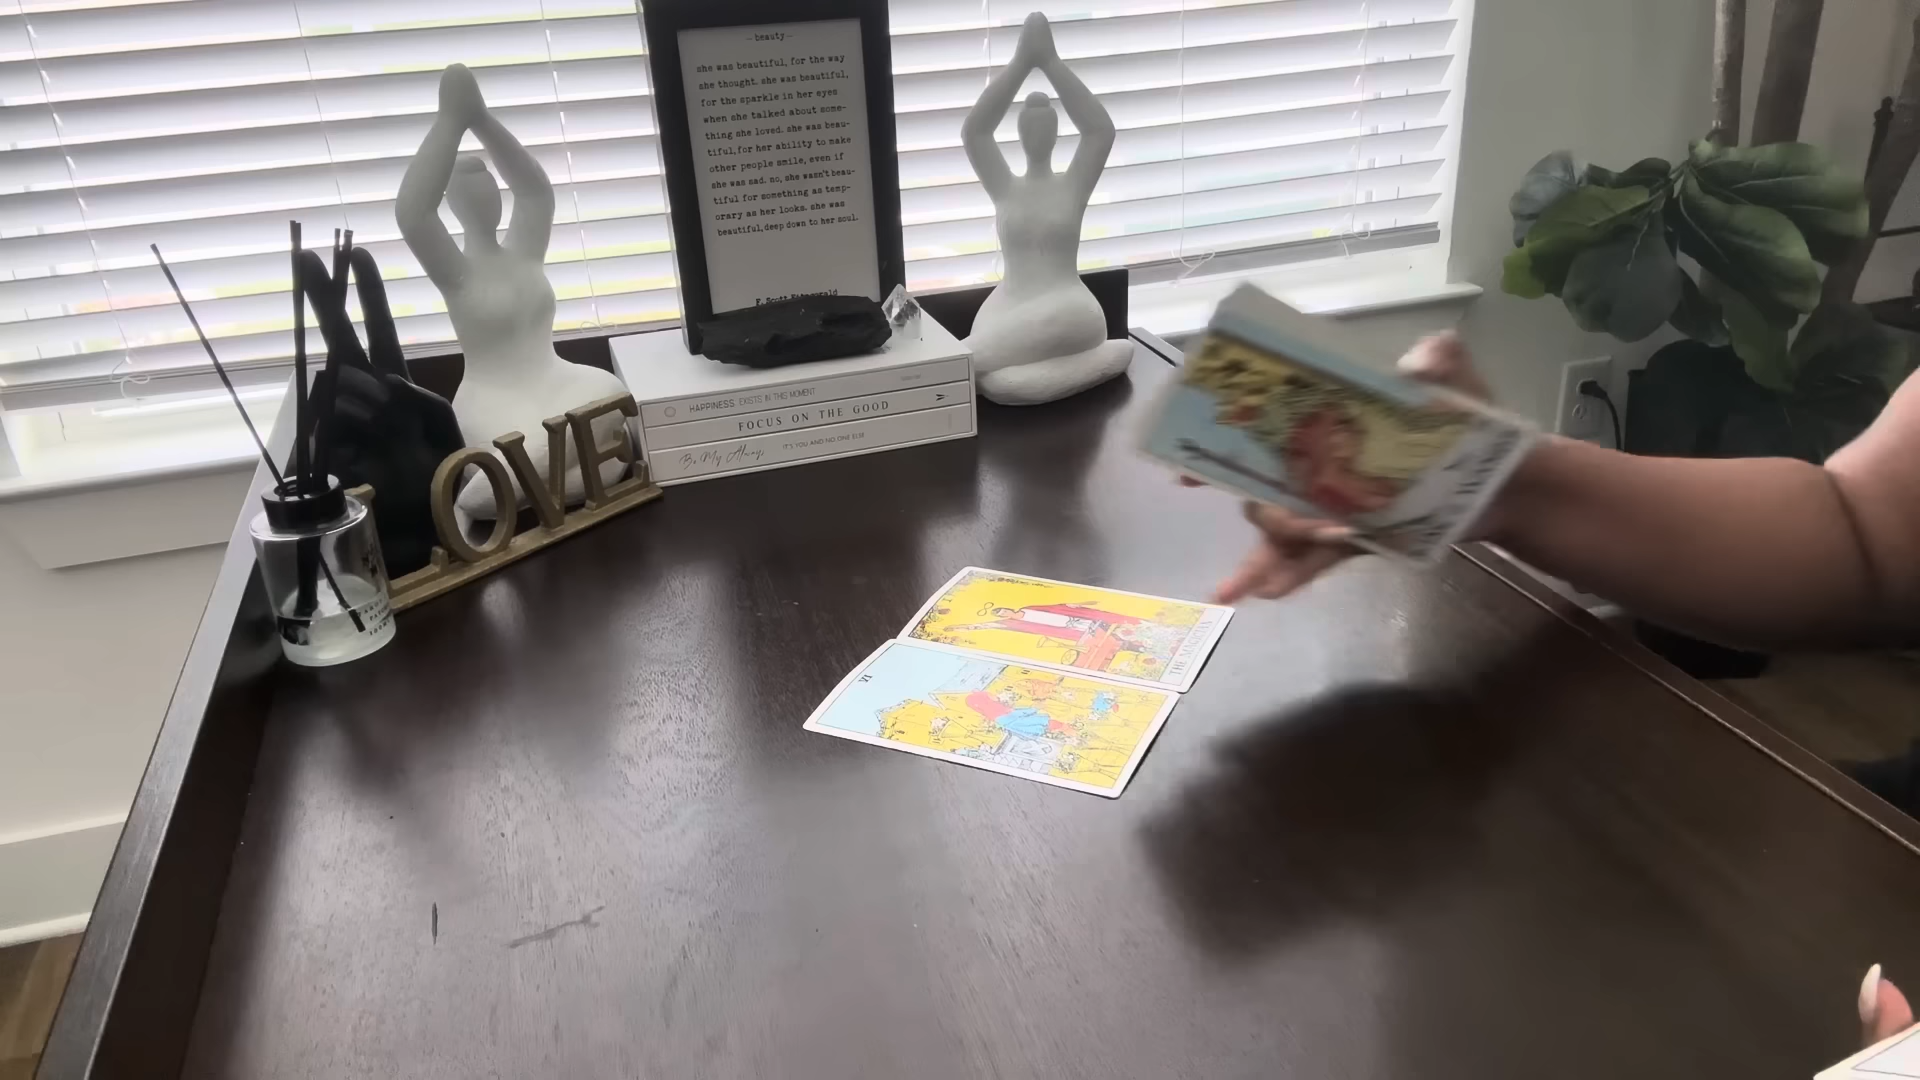 —beauty—
she was beautiful, for the way
she thought. she was beautiful,
for the sparkle in her eyes
when she talked about some-
thing she loved. she was beau-
tiful, for her ability to make
other people smile, even if
she was sad. no, she wasn't beau-
tiful for something as temp-
orary as her looks. she was
beautiful, deep down to her soul.
F. Scott Fitzgerald
HAPPINESS EXISTS IN THIS MOMENT
FOCUS ON THE GOOD
Be My Always
IT'S YOU AND NO ONE ELSE
LOVE
I
THE MAGICIAN
VI